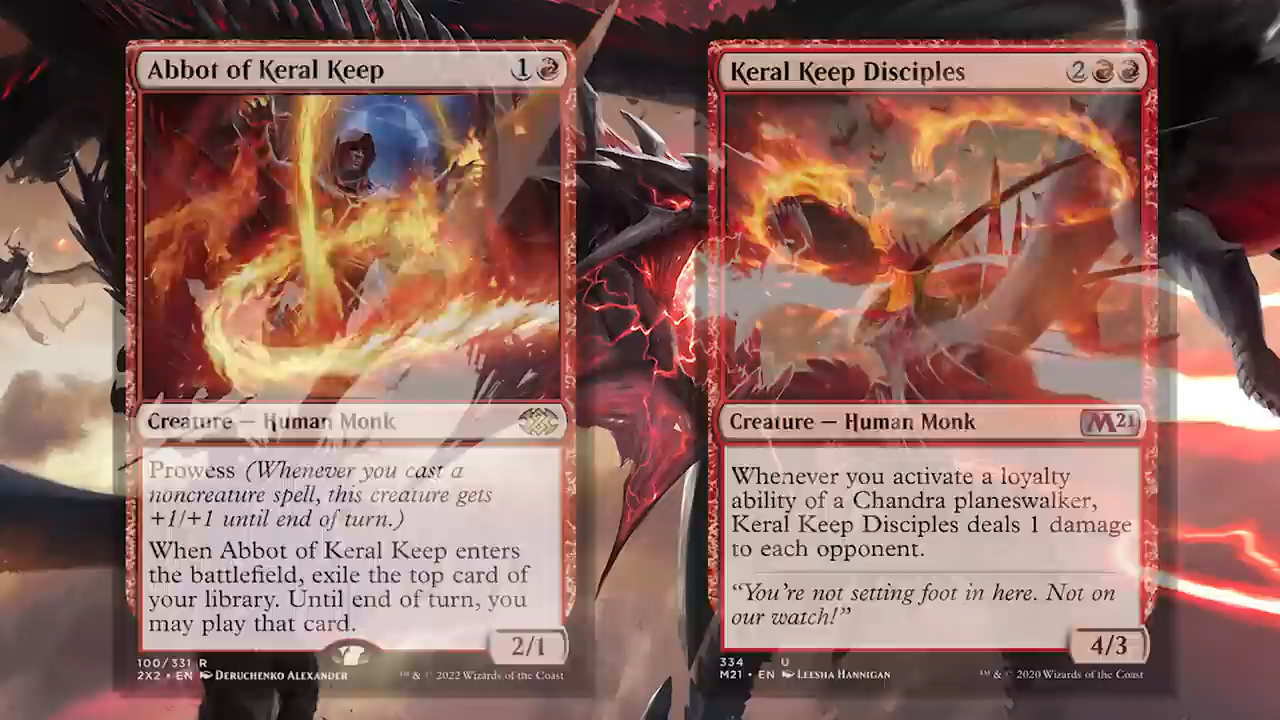 Abbot of Keral Keep 1
Creature — Human Monk
Prowess (Whenever you cast a
noncreature spell, this creature gets
+1/+1 until end of turn.)
When Abbot of Keral Keep enters
the battlefield, exile the top card of
your library. Until end of turn, you
may play that card.
2/1
100/331 R
2X2 • EN DERUCHENKO ALEXANDER
™ & © 2022 Wizards of the Coast
Keral Keep Disciples 2
Creature — Human Monk M21
Whenever you activate a loyalty
ability of a Chandra planeswalker,
Keral Keep Disciples deals 1 damage
to each opponent.
“You’re not setting foot in here. Not on
our watch!”
4/3
334 U
M21 • EN LEESHA HANNIGAN
™ & © 2020 Wizards of the Coast